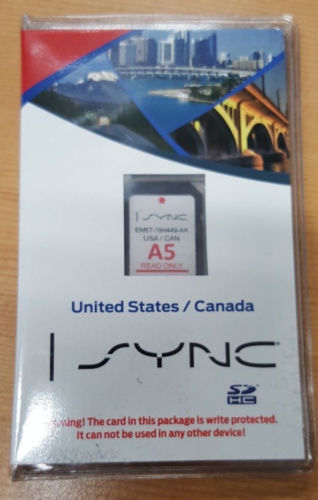 | SYNC
EM5T-19H449-AA
USA / CAN
A5
READ ONLY
United States / Canada
| SYNC
SD
HC
The card in this package is write protected.
It can not be used in any other device!